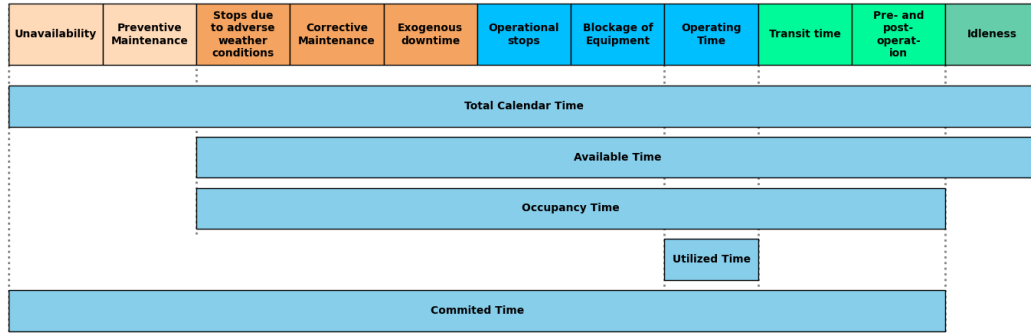 Unavailability
Preventive
Maintenance
Stops due
to adverse
weather
conditions
Corrective
Maintenance
Exogenous
downtime
Operational
stops
Blockage of
Equipment
Operating
Time
Transit time
Pre- and
post-
operat-
ion
Idleness
Total Calendar Time
Available Time
Occupancy Time
Utilized Time
Commited Time